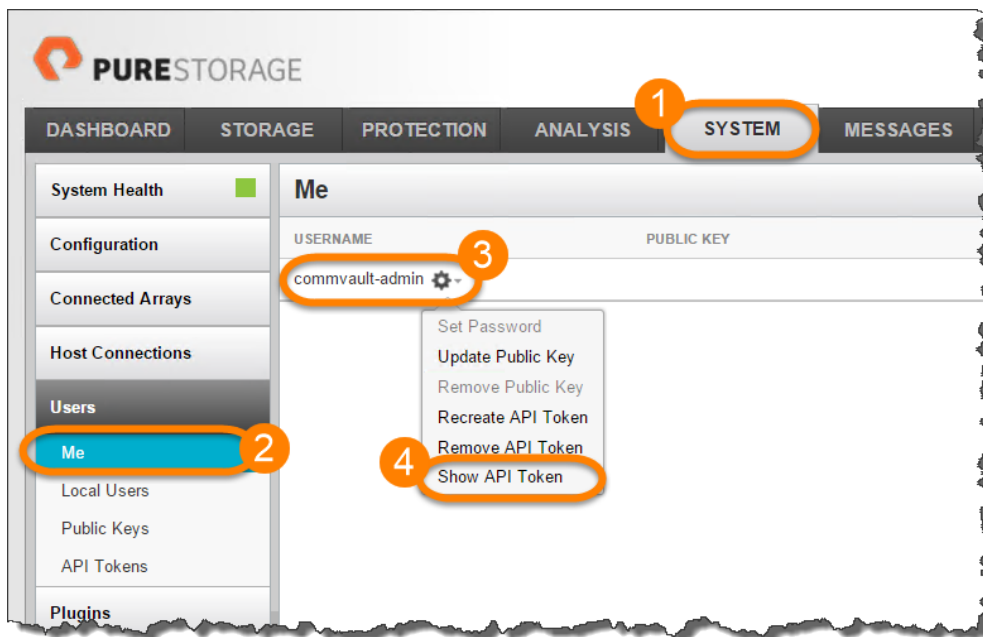 PURESTORAGE
1
DASHBOARD STORAGE PROTECTION ANALYSIS SYSTEM MESSAGES
System Health
Me
Configuration
USERNAME PUBLIC KEY
3
commvault-admin
Connected Arrays
Set Password
Host Connections
Update Public Key
Remove Public Key
Users
Recreate API Token
Me
2
Remove API Token
4
Show API Token
Local Users
Public Keys
API Tokens
Plugins